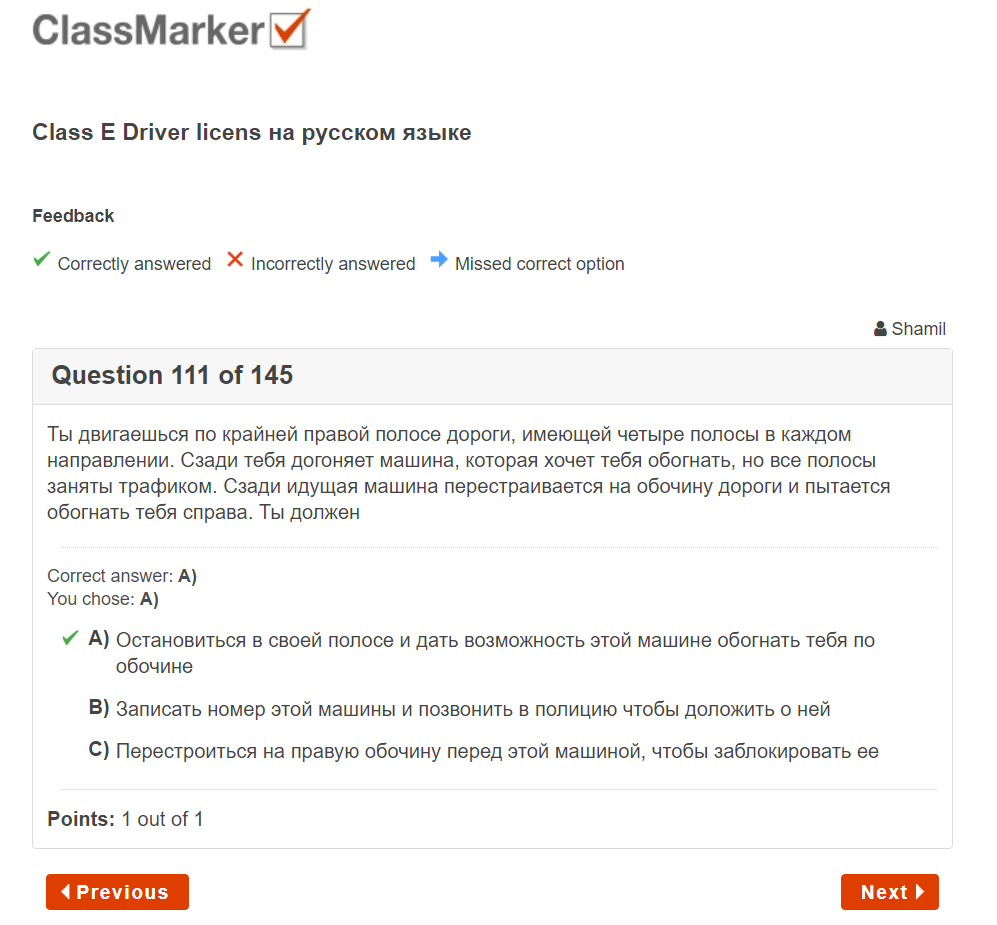 ClassMarker
Class E Driver licens на русском языке
Feedback
Correctly answered Incorrectly answered Missed correct option
Shamil
Question 111 of 145
Ты двигаешься по крайней правой полосе дороги, имеющей четыре полосы в каждом
направлении. Сзади тебя догоняет машина, которая хочет тебя обогнать, но все полосы
заняты трафиком. Сзади идущая машина перестраивается на обочину дороги и пытается
обогнать тебя справа. Ты должен
Correct answer: A)
You chose: A)
A) Остановиться в своей полосе и дать возможность этой машине обогнать тебя по
обочине
B) Записать номер этой машины и позвонить в полицию чтобы доложить о ней
C) Перестроиться на правую обочину перед этой машиной, чтобы заблокировать ее
Points: 1 out of 1
Previous
Next